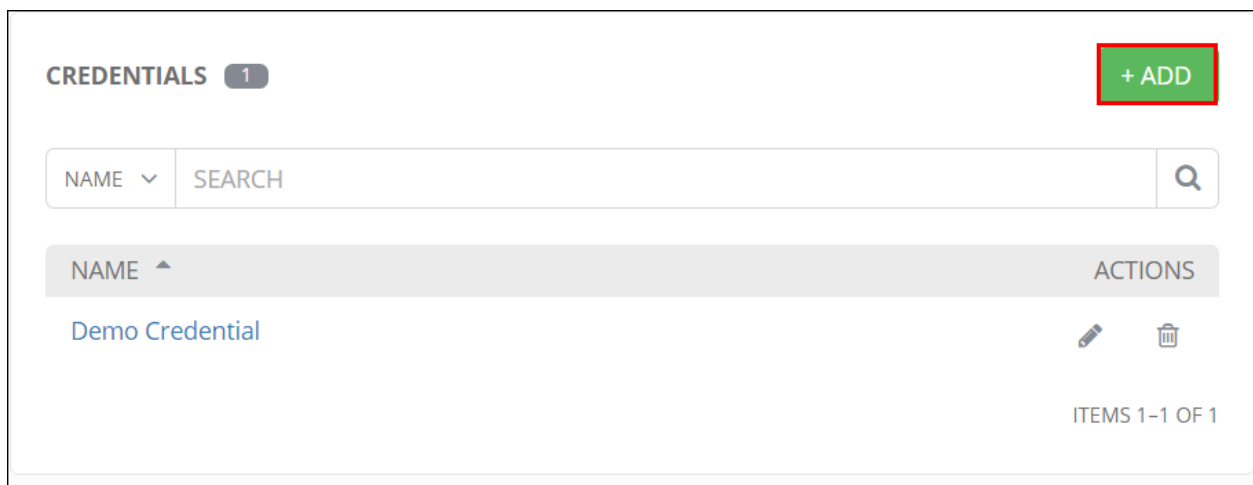 CREDENTIALS 1
+ ADD
NAME SEARCH
NAME ACTIONS
Demo Credential
ITEMS 1–1 OF 1